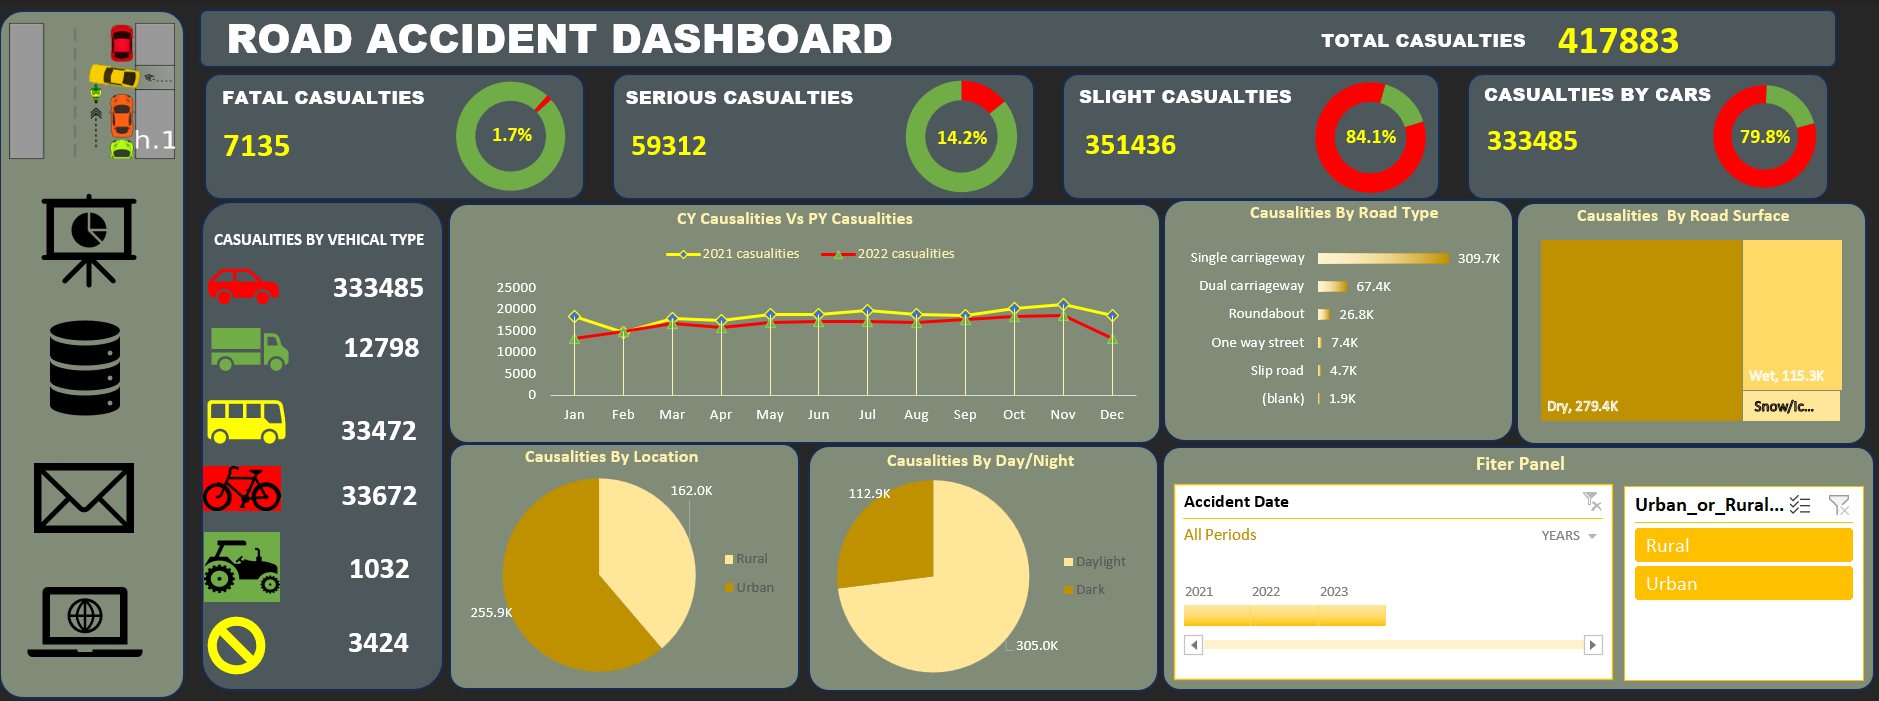 ROAD ACCIDENT DASHBOARD
TOTAL CASUALTIES 417883
h.1
FATAL CASUALTIES
7135
1.7%
SERIOUS CASUALTIES
59312
14.2%
SLIGHT CASUALTIES
351436
84.1%
CASUALTIES BY CARS
333485
79.8%
CASUALITIES BY VEHICAL TYPE
333485
12798
33472
33672
1032
3424
CY Causalities Vs PY Casualities
2021 casualities
2022 casualities
25000
20000
15000
10000
5000
0
Jan Feb Mar Apr May Jun Jul Aug Sep Oct Nov Dec
Causalities By Road Type
Single carriageway 309.7K
Dual carriageway 67.4K
Roundabout 26.8K
One way street 7.4K
Slip road 4.7K
(blank) 1.9K
Causalities By Road Surface
Dry, 279.4K
Wet, 115.3K
Snow/Ic...
Causalities By Location
162.0K
255.9K
Rural
Urban
Causalities By Day/Night
112.9K
305.0K
Daylight
Dark
Fiter Panel
Accident Date
All Periods
YEARS
2021 2022 2023
Urban_or_Rural...
Rural
Urban